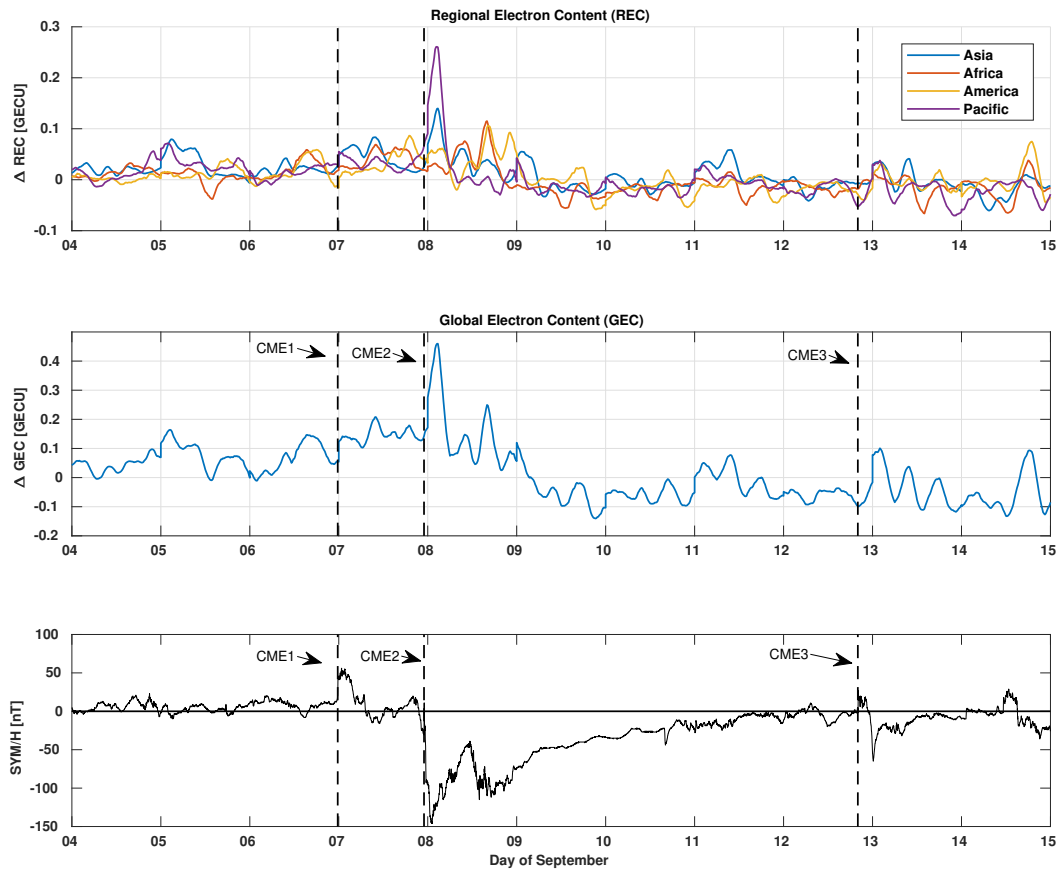 Regional Electron Content (REC)
0.3
0.2
0.1
0
-0.1
Δ REC [GECU]
Asia
Africa
America
Pacific
04 05 06 07 08 09 10 11 12 13 14 15
Global Electron Content (GEC)
CME1
CME2
CME3
0.4
0.3
0.2
0.1
0
-0.1
-0.2
Δ GEC [GECU]
04 05 06 07 08 09 10 11 12 13 14 15
100
50
0
-50
-100
-150
SYM/H [nT]
CME1
CME2
CME3
04 05 06 07 08 09 10 11 12 13 14 15
Day of September